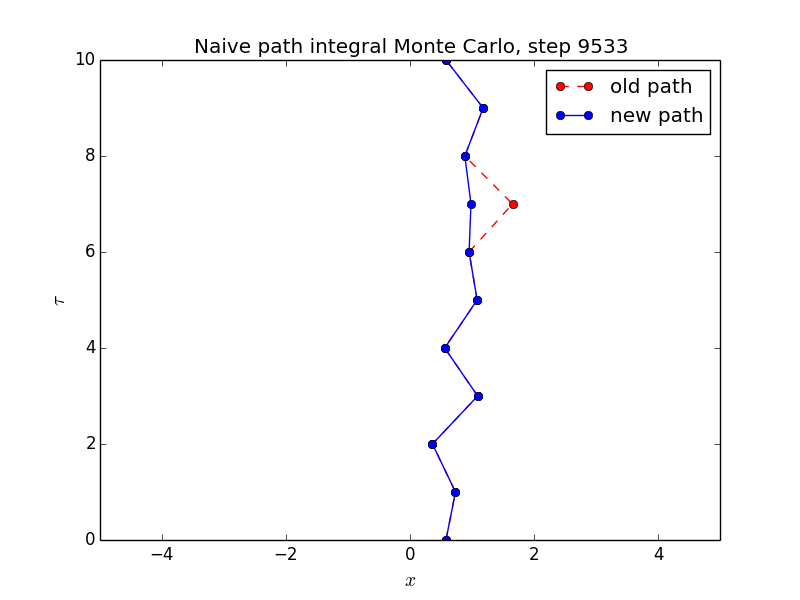 Naive path integral Monte Carlo, step 9533
old path
new path
10
8
6
4
2
0
τ
−4
−2
0
2
4
x